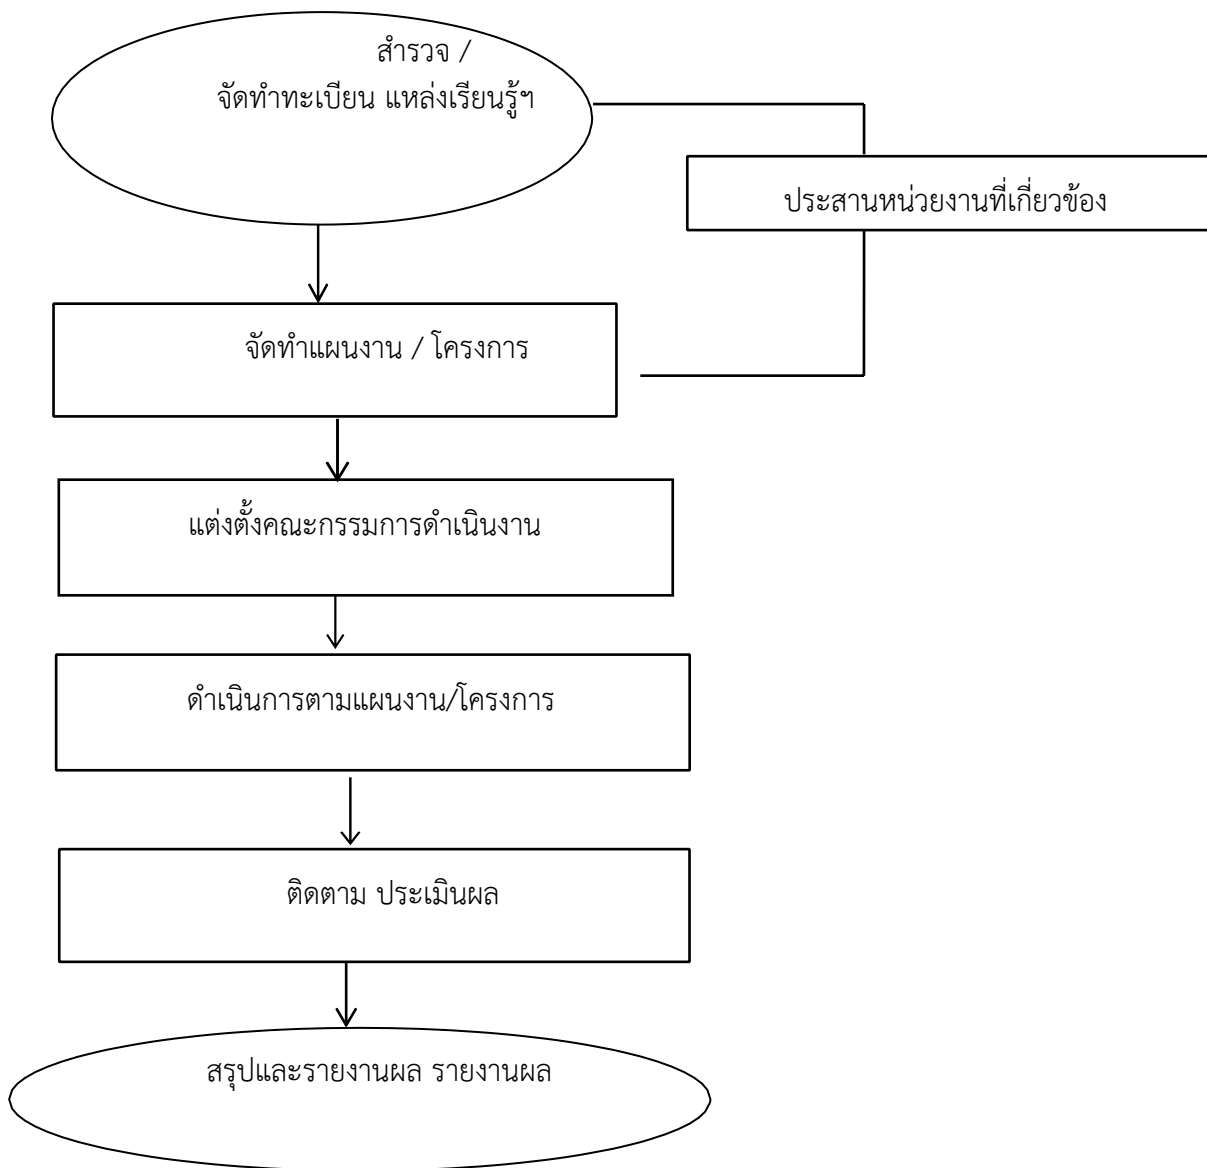 สำรวจ /
จัดทำทะเบียน แหล่งเรียนรู้ฯ
ประสานหน่วยงานที่เกี่ยวข้อง
จัดทำแผนงาน / โครงการ
แต่งตั้งคณะกรรมการดำเนินงาน
ดำเนินการตามแผนงาน/โครงการ
ติดตาม ประเมินผล
สรุปและรายงานผล รายงานผล